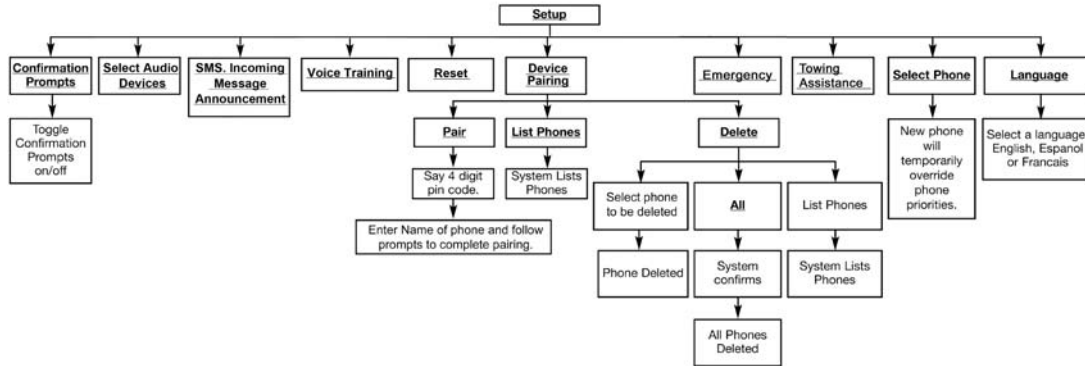 Setup
Confirmation
Prompts
Select Audio
Devices
SMS. Incoming
Message
Announcement
Voice Training
Reset
Device
Pairing
Emergency
Towing
Assistance
Select Phone
Language
Toggle
Confirmation
Prompts
on/off
Pair
List Phones
Delete
New phone
will
temporarily
override
phone
priorities.
Select a language
English, Espanol
or Francais
Say 4 digit
pin code.
System Lists
Phones
Enter Name of phone and follow
prompts to complete pairing.
Select phone
to be deleted
All
List Phones
Phone Deleted
System
confirms
System Lists
Phones
All Phones
Deleted